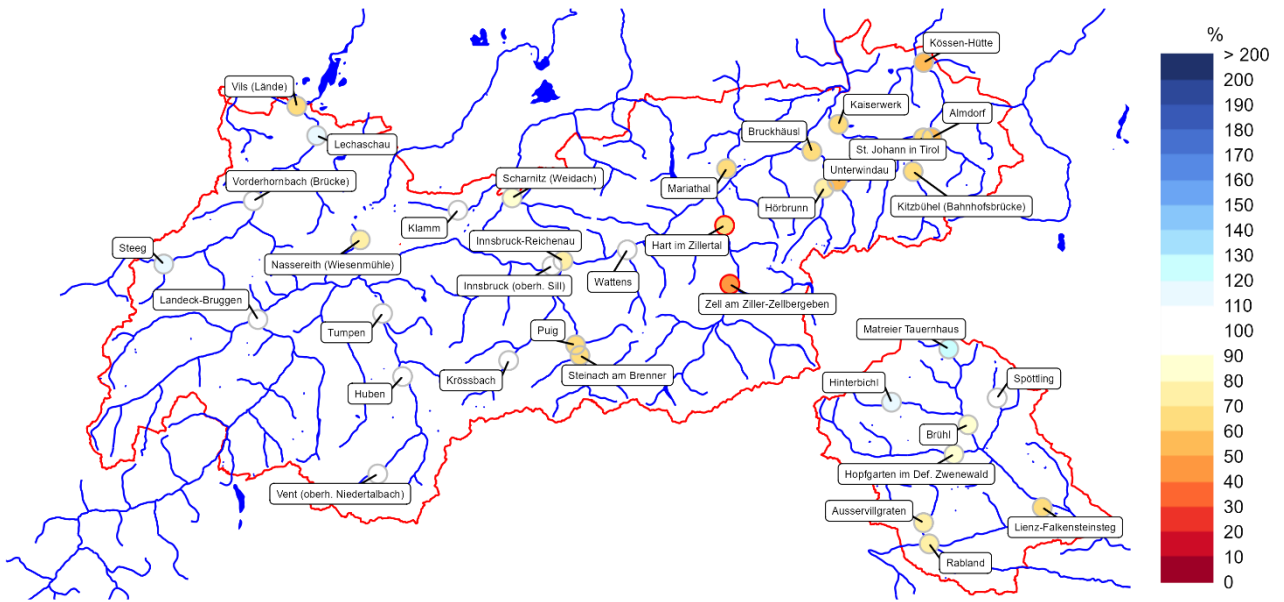 %
Kössen-Hütte
> 200
200
Vils (Lände)
190
Kaiserwerk
Almdorf
180
Lechaschau
Bruckhäusl
170
St. Johann in Tirol
160
Vorderhornbach (Brücke)
Scharnitz (Weidach)
Mariathal
Unterwindau
150
Klamm
Hörbrunn
Kitzbühel (Bahnhofsbrücke)
140
Steeg
Innsbruck-Reichenau
Hart im Zillertal
130
Nassereith (Wiesenmühle)
120
Innsbruck (oberh. Sill)
Wattens
Landeck-Bruggen
Zell am Ziller-Zellbergeben
110
Tumpen
Puig
Matreier Tauernhaus
100
90
Krössbach
Steinach am Brenner
Hinterbichl
Spöttling
80
Huben
70
Brühl
60
Hopfgarten im Def. Zwenewald
50
Vent (oberh. Niedertalbach)
40
Ausservillgraten
Lienz-Falkensteinsteg
30
20
Rabland
10
0